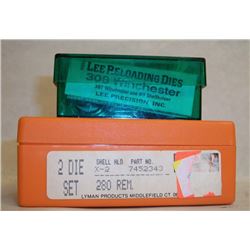 LEE RELOADING DIES
308 Winchester
LEE PRECISION, INC.
2 DIE
SET
SHELL HLD. PART NO.
X-2 7452343
280 REM.
LYMAN PRODUCTS MIDDLEFIELD CT.